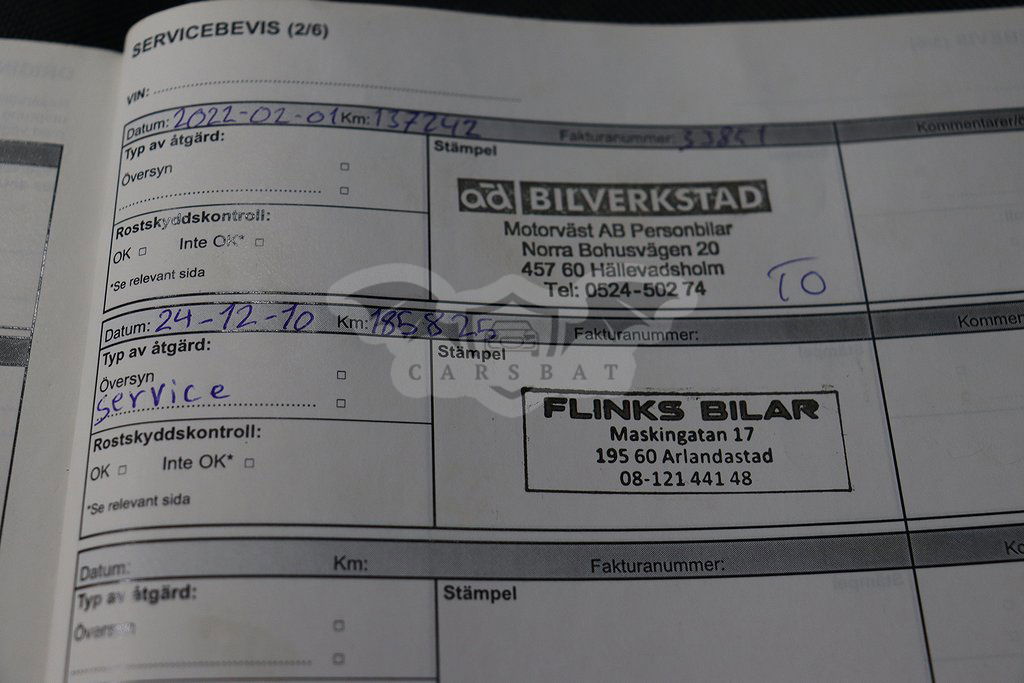 SERVICEBEVIS (2/6)
VIN:
Datum: 2022-02-01 Km: 137242 Fakturanummer: 33851 Kommentarer/
Typ av åtgärd:
Översyn
Rostskyddskontroll:
OK Inte OK*
*Se relevant sida
Stämpel
ad BILVERKSTAD
Motorväst AB Personbilar
Norra Bohusvägen 20
457 60 Hällevadsholm
Tel: 0524-502 74
TO
Datum: 24-12-10 Km: 185825 Fakturanummer: Kommer
Typ av åtgärd:
Översyn
service
Rostskyddskontroll:
OK Inte OK*
*Se relevant sida
Stämpel
CARSBAT
FLINKS BILAR
Maskingatan 17
195 60 Arlandastad
08-121 441 48
Datum: Km: Fakturanummer: Ko
Typ av åtgärd:
Översyn
Stämpel